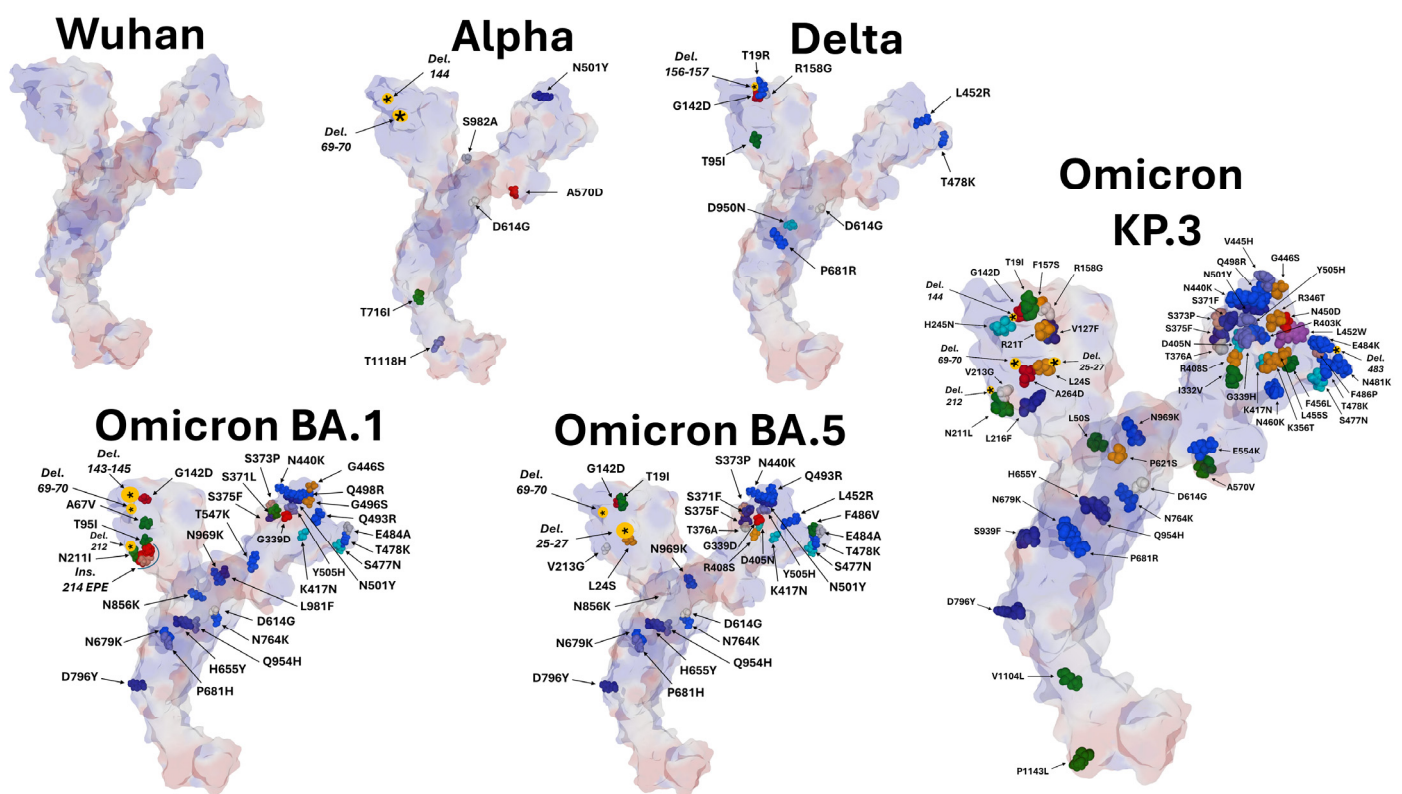 Wuhan
Alpha
Del.
144
Del.
69-70
N501Y
S982A
A570D
D614G
T716I
T1118H
Delta
Del.
156-157
T19R
R158G
G142D
T95I
L452R
T478K
D950N
D614G
P681R
Omicron BA.1
Del.
143-145
Del.
69-70
G142D
A67V
T95I
Del.
212
N211I
Ins.
214 EPE
S373P
N440K
G446S
S371L
Q498R
S375F
G496S
T547K
Q493R
N969K
G339D
E484A
T478K
S477N
K417N
Y505H
N501Y
L981F
N856K
D614G
N764K
N679K
H655Y
Q954H
D796Y
P681H
Omicron BA.5
Del.
69-70
G142D
T19I
Del.
25-27
V213G
L24S
S373P
N440K
Q493R
S371F
L452R
S375F
F486V
T376A
E484A
G339D
D405N
T478K
R408S
Y505H
S477N
N969K
K417N
N501Y
N856K
D614G
N764K
N679K
H655Y
Q954H
D796Y
P681H
Omicron
KP.3
T19I
F157S
R158G
G142D
Del.
144
H245N
R21T
V127F
Del.
69-70
Del.
25-27
V213G
L24S
A264D
Del.
212
N211L
L216F
V445H
Q498R
G446S
N501Y
Y505H
N440K
R346T
S371F
N450D
S373P
R403K
S375F
L452W
D405N
E484K
T376A
Del.
483
R408S
N481K
I332V
F486P
G339H
T478K
K417N
F456L
S477N
N460K
L455S
K356T
L50S
N969K
P621S
E554K
A570V
H655Y
D614G
N679K
N764K
S939F
Q954H
P681R
D796Y
V1104L
P1143L